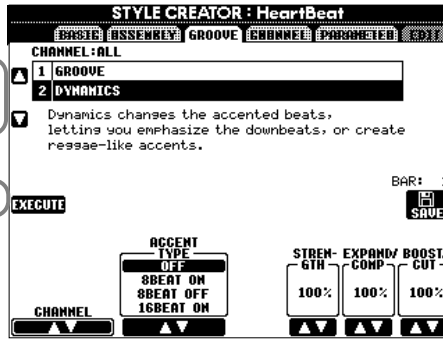 STYLE CREATOR : HeartBeat
BASIC ASSEMBLY GROOVE CHANNEL PARAMETER EDIT
CHANNEL:ALL
1 GROOVE
2 DYNAMICS
Dynamics changes the accented beats,
letting you emphasize the downbeats, or create
reggae-like accents.
BAR:
EXECUTE
SAVE
ACCENT
TYPE
OFF
8BEAT ON
8BEAT OFF
16BEAT ON
CHANNEL
STREN-
GTH
100%
EXPAND/
COMP
100%
BOOST/
CUT
100%